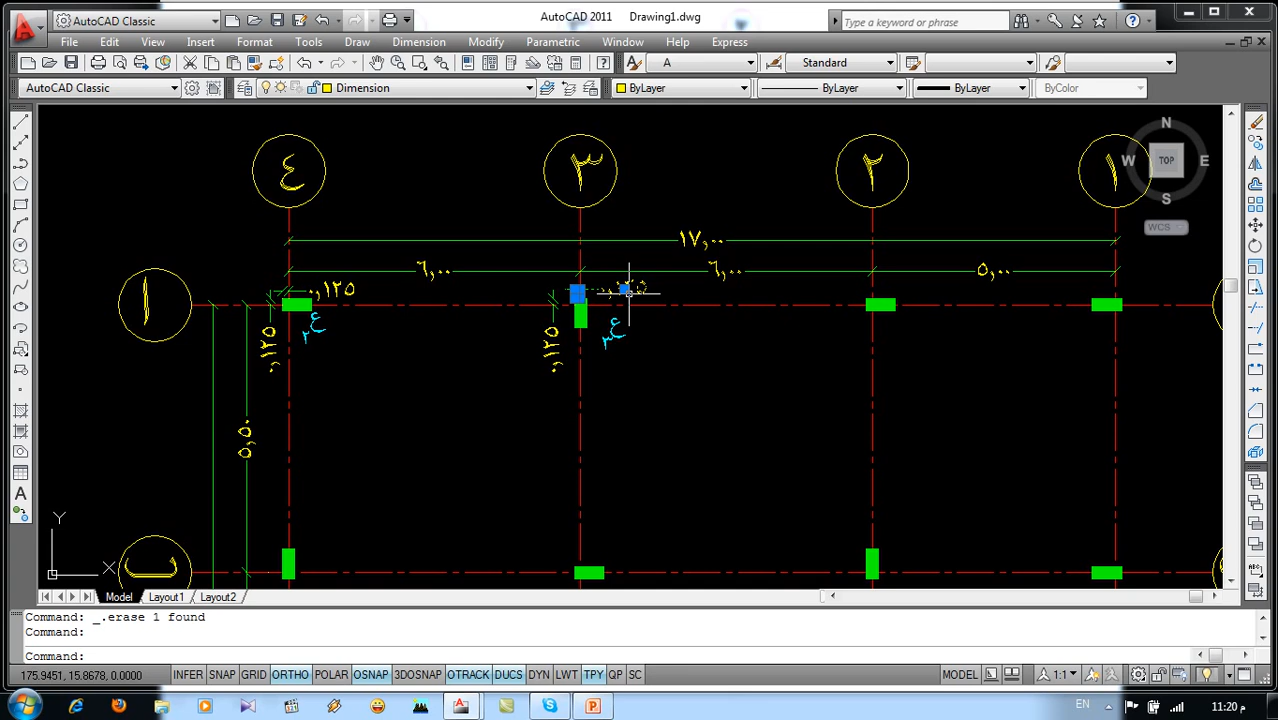 AutoCAD Classic
AutoCAD 2011 Drawing1.dwg
Type a keyword or phrase
File Edit View Insert Format Tools Draw Dimension Modify Parametric Window Help Express
A Standard
AutoCAD Classic Dimension ByLayer ByLayer ByLayer ByColor
٤ ٣ ٢ ١
N
W TOP E
S
WCS
١٧,٠٠
٦,٠٠ ٦,٠٠ ٥,٠٠
أ
,١٢٥
ع٣ ع٣
,١٢٥ ,١٢٥
٥,٥٠
Y
X
ب
Model Layout1 Layout2
Command: _.erase 1 found
Command:
Command:
175.9451, 15.8678, 0.0000 INFER SNAP GRID ORTHO POLAR OSNAP 3DOSNAP OTRACK DUCS DYN LWT TPY QP SC MODEL 1:1
EN 11:20 م